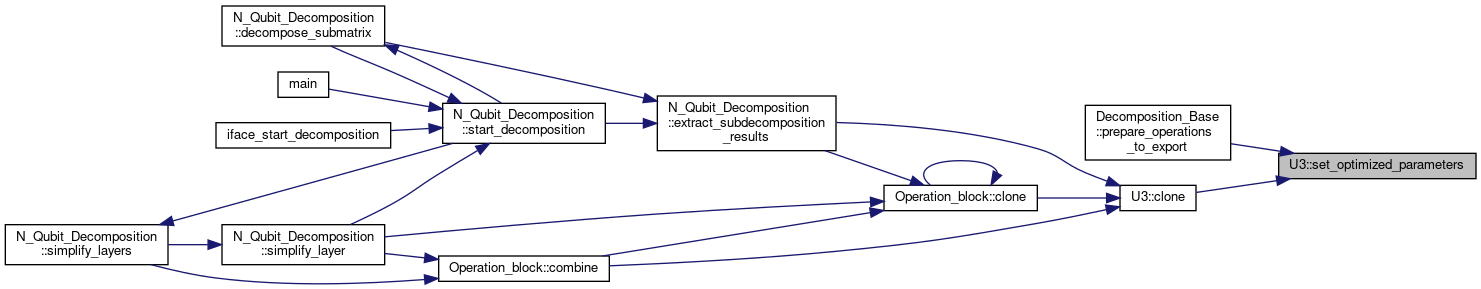 N_Qubit_Decomposition
::decompose_submatrix
main
iface_start_decomposition
N_Qubit_Decomposition
::start_decomposition
N_Qubit_Decomposition
::extract_subdecomposition
_results
Decomposition_Base
::prepare_operations
_to_export
U3::set_optimized_parameters
Operation_block::clone
U3::clone
N_Qubit_Decomposition
::simplify_layers
N_Qubit_Decomposition
::simplify_layer
Operation_block::combine